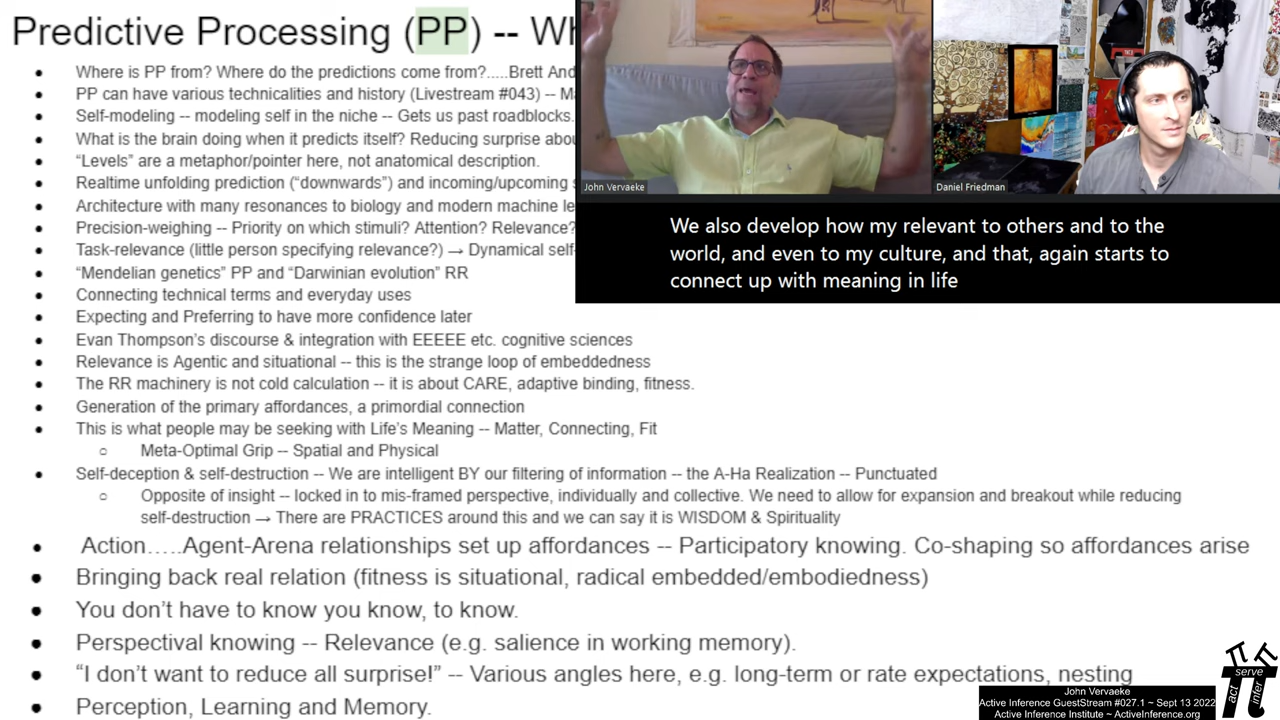 Predictive Processing (PP) -- Wh
Where is PP from? Where do the predictions come from?.....Brett And
PP can have various technicalities and history (Livestream #043) -- Ma
Self-modeling -- modeling self in the niche -- Gets us past roadblocks.
What is the brain doing when it predicts itself? Reducing surprise abou
“Levels” are a metaphor/pointer here, not anatomical description.
Realtime unfolding prediction (“downwards”) and incoming/upcoming s
Architecture with many resonances to biology and modern machine le
Precision-weighing -- Priority on which stimuli? Attention? Relevance?
Task-relevance (little person specifying relevance?) → Dynamical self-
“Mendelian genetics” PP and “Darwinian evolution” RR
Connecting technical terms and everyday uses
Expecting and Preferring to have more confidence later
Evan Thompson’s discourse & integration with EEEEE etc. cognitive sciences
Relevance is Agentic and situational -- this is the strange loop of embeddedness
The RR machinery is not cold calculation -- it is about CARE, adaptive binding, fitness.
Generation of the primary affordances, a primordial connection
This is what people may be seeking with Life’s Meaning -- Matter, Connecting, Fit
Meta-Optimal Grip -- Spatial and Physical
Self-deception & self-destruction -- We are intelligent BY our filtering of information -- the A-Ha Realization -- Punctuated
Opposite of insight -- locked in to mis-framed perspective, individually and collective. We need to allow for expansion and breakout while reducing
self-destruction → There are PRACTICES around this and we can say it is WISDOM & Spirituality
Action…..Agent-Arena relationships set up affordances -- Participatory knowing. Co-shaping so affordances arise
Bringing back real relation (fitness is situational, radical embedded/embodiedness)
You don’t have to know you know, to know.
Perspectival knowing -- Relevance (e.g. salience in working memory).
“I don’t want to reduce all surprise!” -- Various angles here, e.g. long-term or rate expectations, nesting
Perception, Learning and Memory.
John Vervaeke
Daniel Friedman
We also develop how my relevant to others and to the
world, and even to my culture, and that, again starts to
connect up with meaning in life
serve
act
infer
John Vervaeke
Active Inference GuestStream #027.1 ~ Sept 13 2022
Active Inference Institute ~ ActiveInference.org